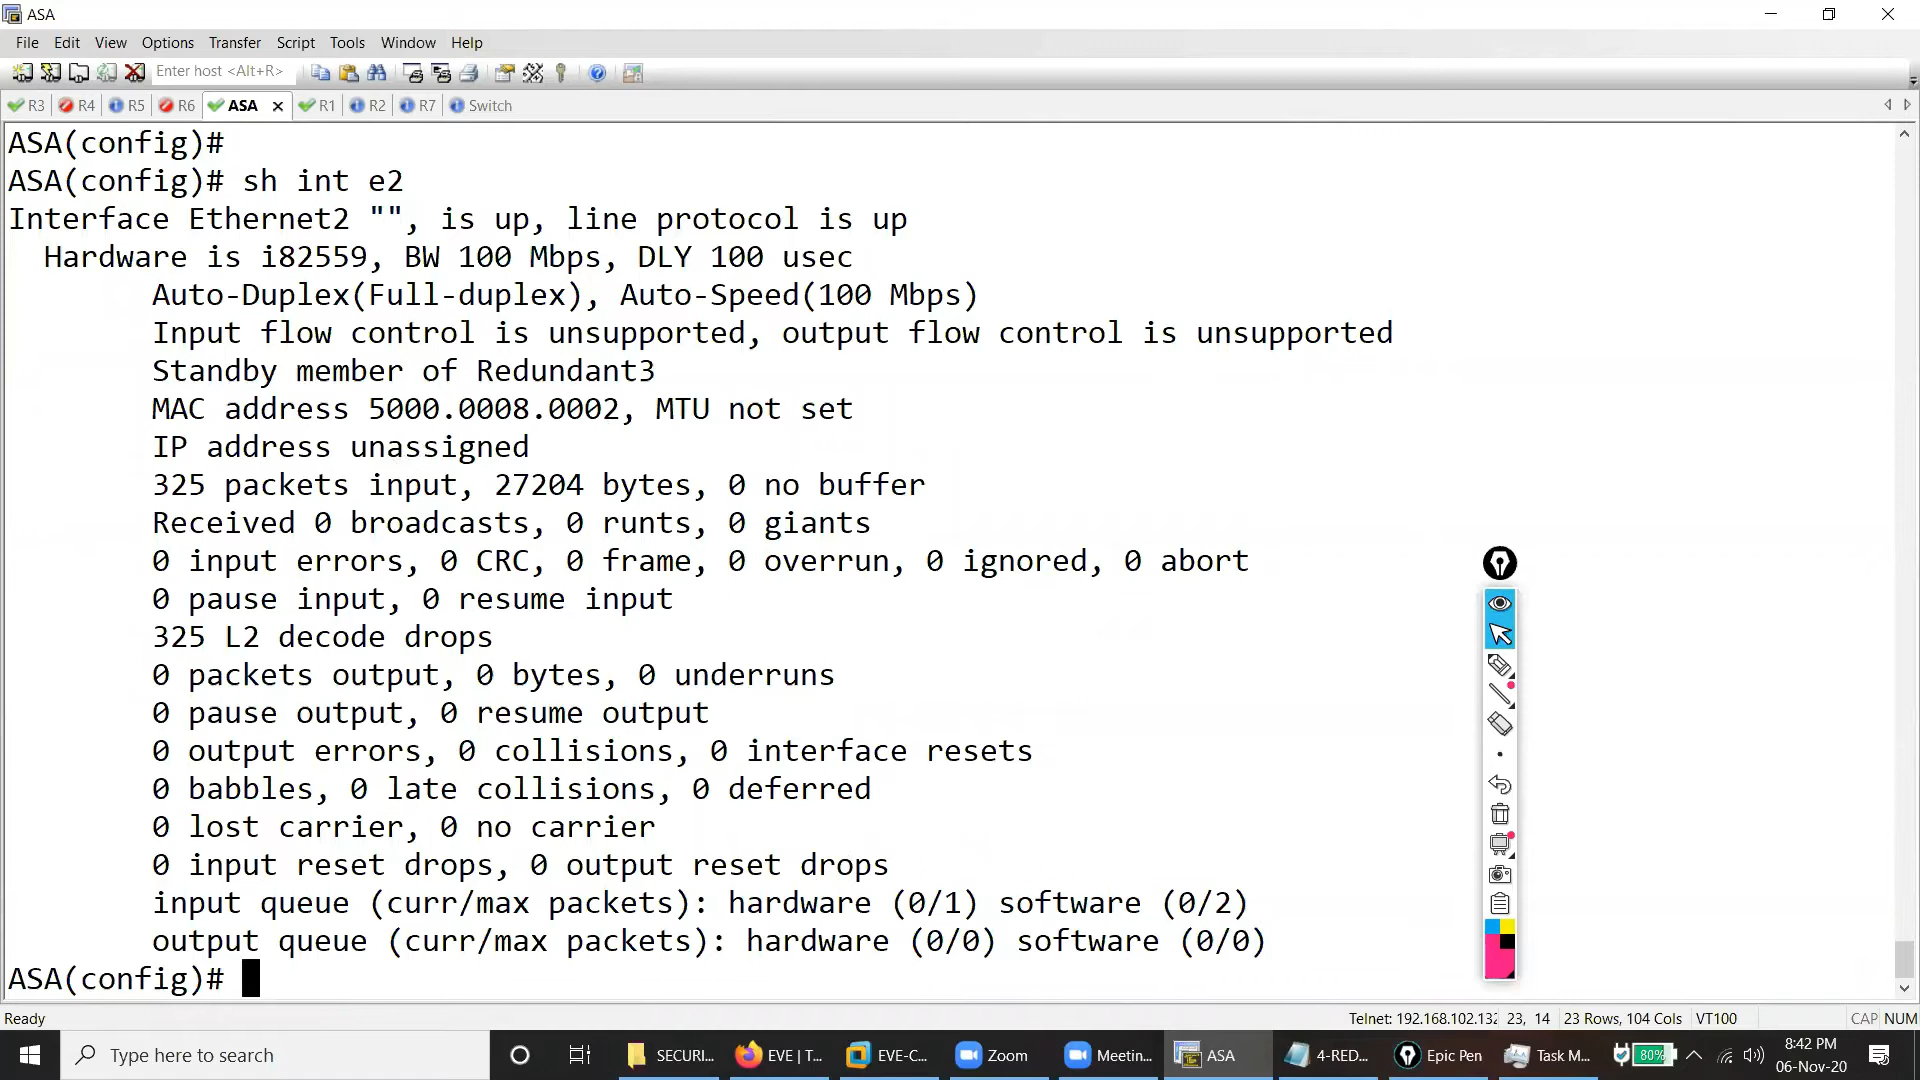 ASA
File Edit View Options Transfer Script Tools Window Help
Enter host <Alt+R>
R3 R4 R5 R6 ASA R1 R2 R7 Switch
ASA(config)#
ASA(config)# sh int e2
Interface Ethernet2 "", is up, line protocol is up
Hardware is i82559, BW 100 Mbps, DLY 100 usec
Auto-Duplex(Full-duplex), Auto-Speed(100 Mbps)
Input flow control is unsupported, output flow control is unsupported
Standby member of Redundant3
MAC address 5000.0008.0002, MTU not set
IP address unassigned
325 packets input, 27204 bytes, 0 no buffer
Received 0 broadcasts, 0 runts, 0 giants
0 input errors, 0 CRC, 0 frame, 0 overrun, 0 ignored, 0 abort
0 pause input, 0 resume input
325 L2 decode drops
0 packets output, 0 bytes, 0 underruns
0 pause output, 0 resume output
0 output errors, 0 collisions, 0 interface resets
0 babbles, 0 late collisions, 0 deferred
0 lost carrier, 0 no carrier
0 input reset drops, 0 output reset drops
input queue (curr/max packets): hardware (0/1) software (0/2)
output queue (curr/max packets): hardware (0/0) software (0/0)
ASA(config)#
Ready Telnet: 192.168.102.132 23, 14 23 Rows, 104 Cols VT100 CAP NUM
Type here to search SECURI... EVE | T... EVE-C... Zoom Meetin... ASA 4-RED... Epic Pen Task M... 80% 8:42 PM
06-Nov-20